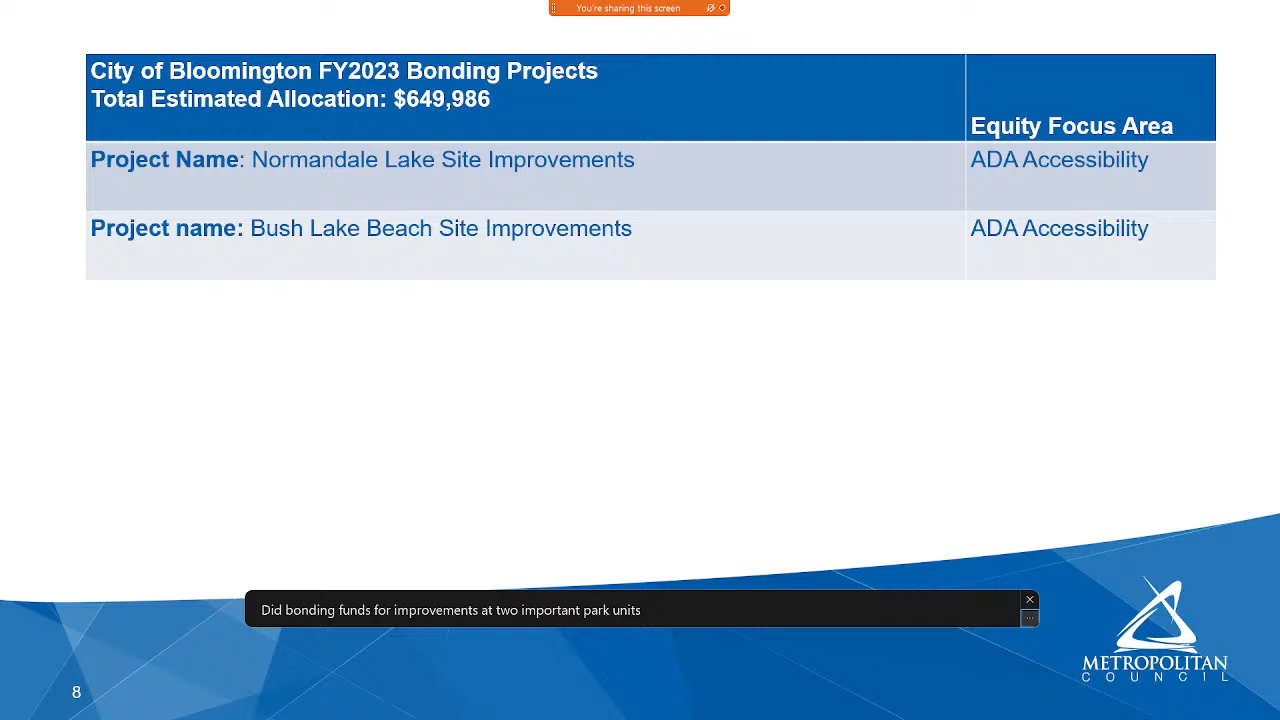 You're sharing this screen
City of Bloomington FY2023 Bonding Projects
Total Estimated Allocation: $649,986
Equity Focus Area
Project Name: Normandale Lake Site Improvements
ADA Accessibility
Project name: Bush Lake Beach Site Improvements
ADA Accessibility
Did bonding funds for improvements at two important park units
METROPOLITAN
COUNCIL
8